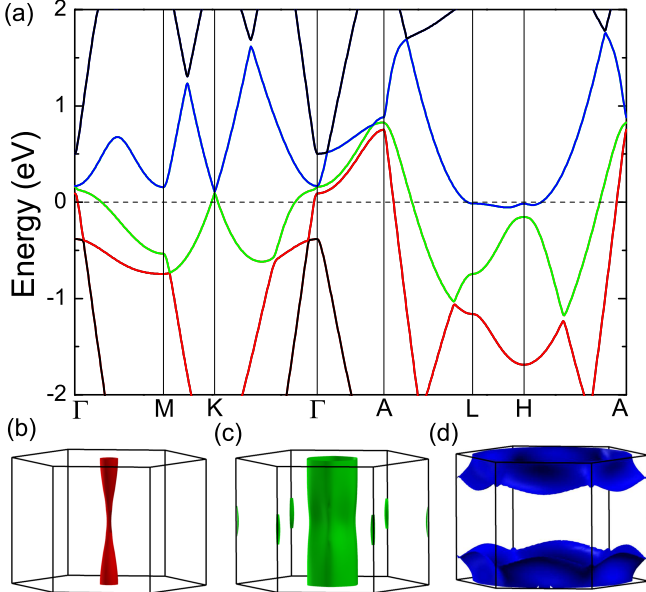 (a)
2
1
0
-1
-2
Energy (eV)
Γ M K Γ A L H A
(b) (c) (d)